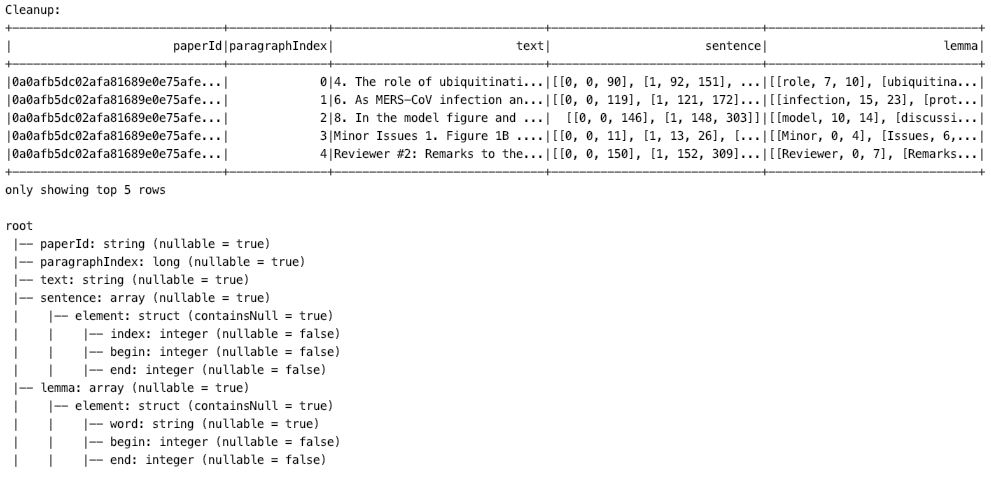 Cleanup:
+--------------------------------+--------------+------------------------------+------------------------------+------------------------------+
|                        paperId|paragraphIndex|                          text|                      sentence|                         lemma|
+--------------------------------+--------------+------------------------------+------------------------------+------------------------------+
|0a0afb5dc02afa81689e0e75afe...|             0|4. The role of ubiquitinati...|[[0, 0, 90], [1, 92, 151], ...|[[role, 7, 10], [ubiquitina...|
|0a0afb5dc02afa81689e0e75afe...|             1|6. As MERS-CoV infection an...|[[0, 0, 119], [1, 121, 172]...|[[infection, 15, 23], [prot...|
|0a0afb5dc02afa81689e0e75afe...|             2|8. In the model figure and ...|  [[0, 0, 146], [1, 148, 303]]|[[model, 10, 14], [discussi...|
|0a0afb5dc02afa81689e0e75afe...|             3|Minor Issues 1. Figure 1B ...|[[0, 0, 11], [1, 13, 26], [...|[[Minor, 0, 4], [Issues, 6,...|
|0a0afb5dc02afa81689e0e75afe...|             4|Reviewer #2: Remarks to the...|[[0, 0, 150], [1, 152, 309]...|[[Reviewer, 0, 7], [Remarks...|
+--------------------------------+--------------+------------------------------+------------------------------+------------------------------+
only showing top 5 rows
root
 |-- paperId: string (nullable = true)
 |-- paragraphIndex: long (nullable = true)
 |-- text: string (nullable = true)
 |-- sentence: array (nullable = true)
 |    |-- element: struct (containsNull = true)
 |    |    |-- index: integer (nullable = false)
 |    |    |-- begin: integer (nullable = false)
 |    |    |-- end: integer (nullable = false)
 |-- lemma: array (nullable = true)
 |    |-- element: struct (containsNull = true)
 |    |    |-- word: string (nullable = true)
 |    |    |-- begin: integer (nullable = false)
 |    |    |-- end: integer (nullable = false)